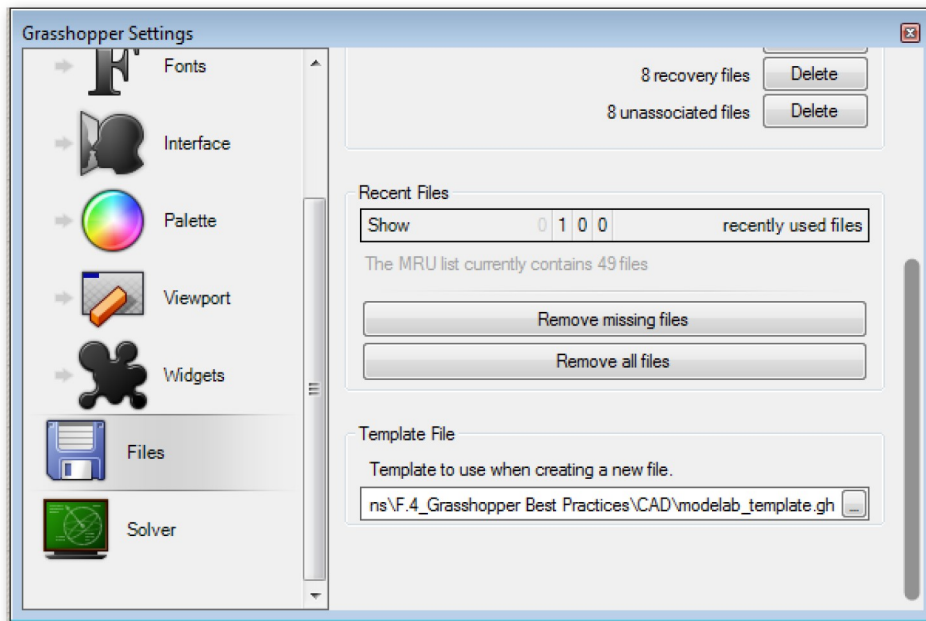 Grasshopper Settings
Fonts
Interface
Palette
Viewport
Widgets
Files
Solver
8 recovery files Delete
8 unassociated files Delete
Recent Files
Show 0 1 0 0 recently used files
The MRU list currently contains 49 files
Remove missing files
Remove all files
Template File
Template to use when creating a new file.
ns\F.4_Grasshopper Best Practices\CAD\modelab_template.gh ...